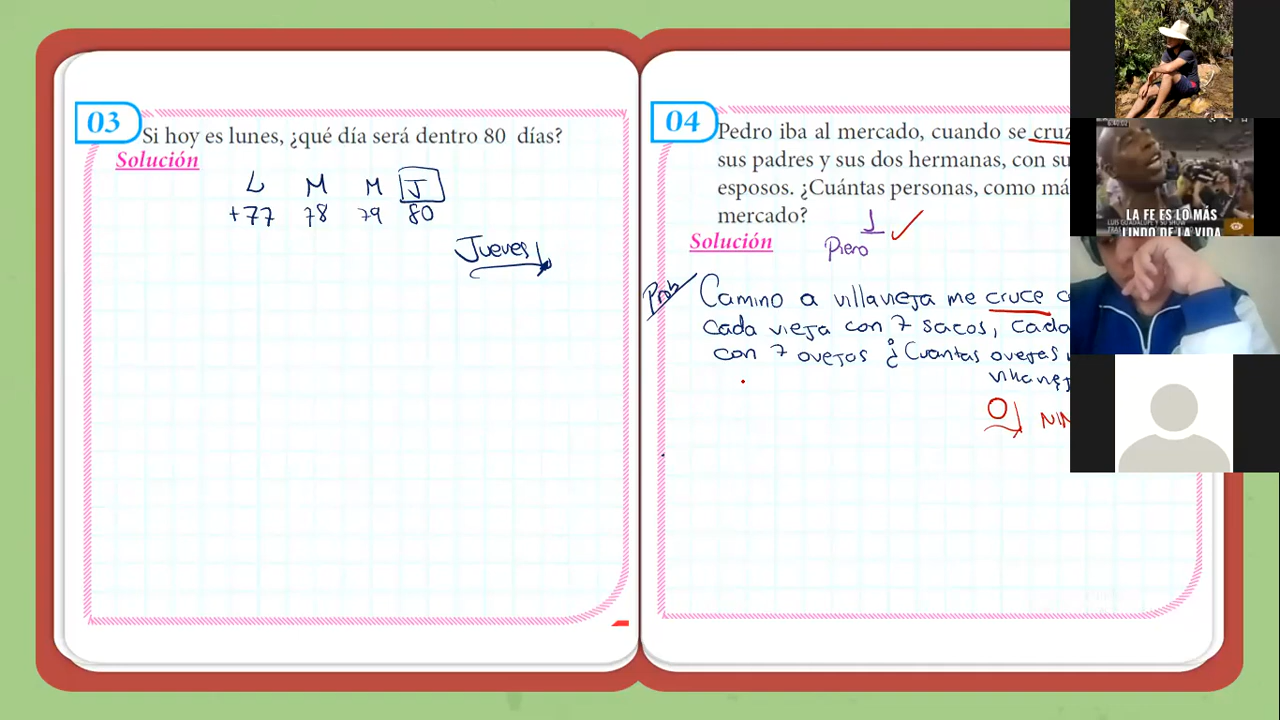 03
Si hoy es lunes, ¿qué día será dentro 80 días?
Solución
L M M J
+77 78 79 80
Jueves
04
Pedro iba al mercado, cuando se cruz
sus padres y sus dos hermanas, con su
esposos. ¿Cuántas personas, como má
mercado?
1
Solución
Piero
Prob
Camino a villavieja me cruce c
cada vieja con 7 sacos, cada
con 7 ovejas ¿Cuantas ovejas
0
NIN
LA FE ES LO MÁS
LINDO DE LA VIDA